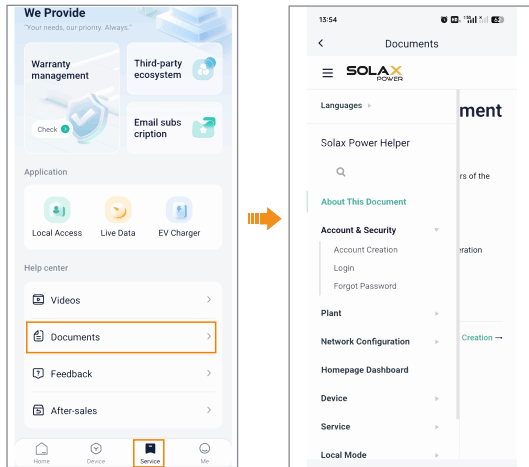 We Provide
"Your needs, our priority. Always."
Warranty
management
Check
Third-party
ecosystem
Email subs
cription
Application
Local Access
Live Data
EV Charger
Help center
Videos
Documents
Feedback
After-sales
Home
Device
Service
Me
13:54
Documents
SOLAX
POWER
Languages
ment
Solax Power Helper
rs of the
About This Document
Account & Security
Account Creation
eration
Login
Forgot Password
Plant
Network Configuration
Creation →
Homepage Dashboard
Device
Service
Local Mode